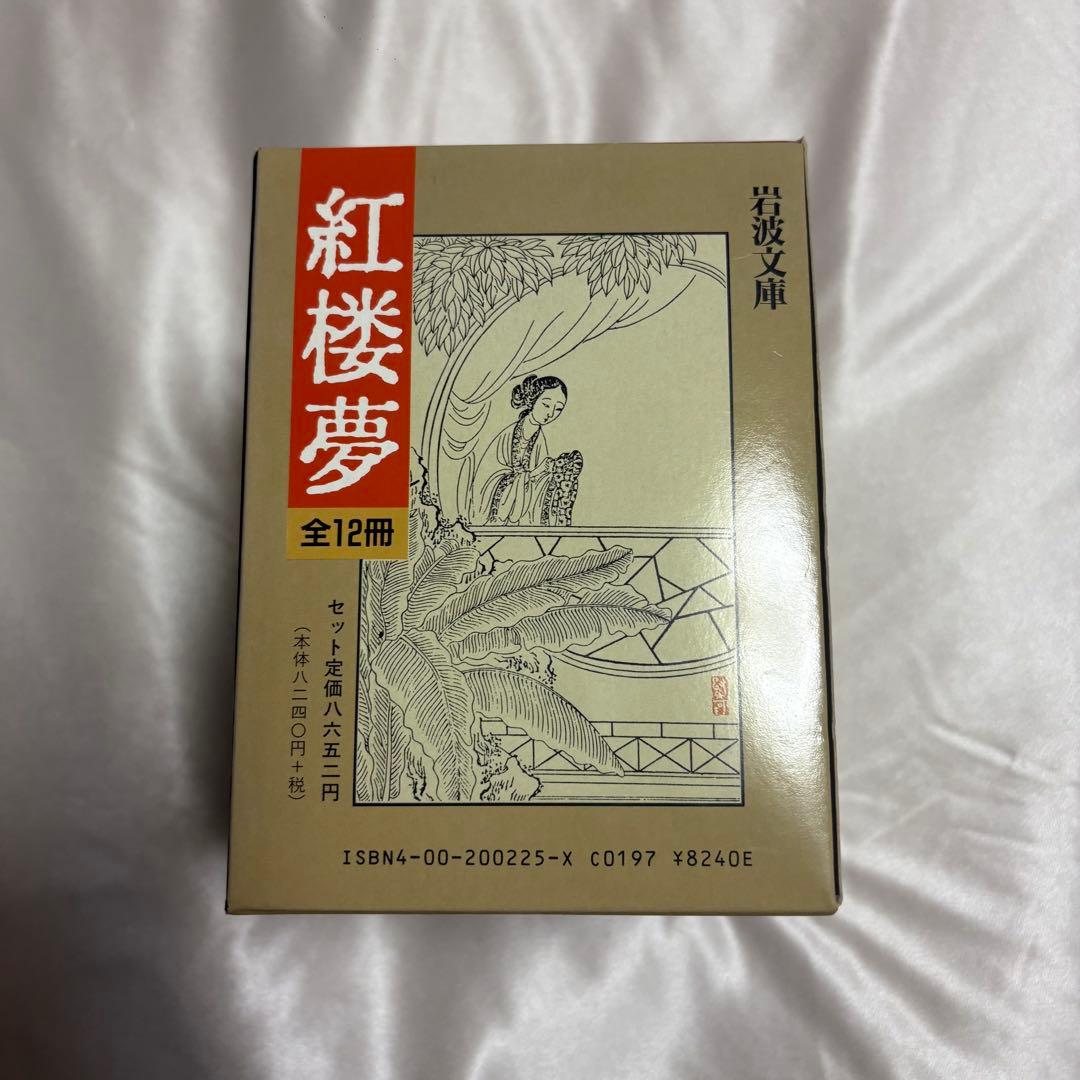 岩波文庫
紅楼夢
全12冊
セット定価八六五二円
（本体八二四〇円＋税）
ISBN4-00-200225-X C0197 ¥8240E